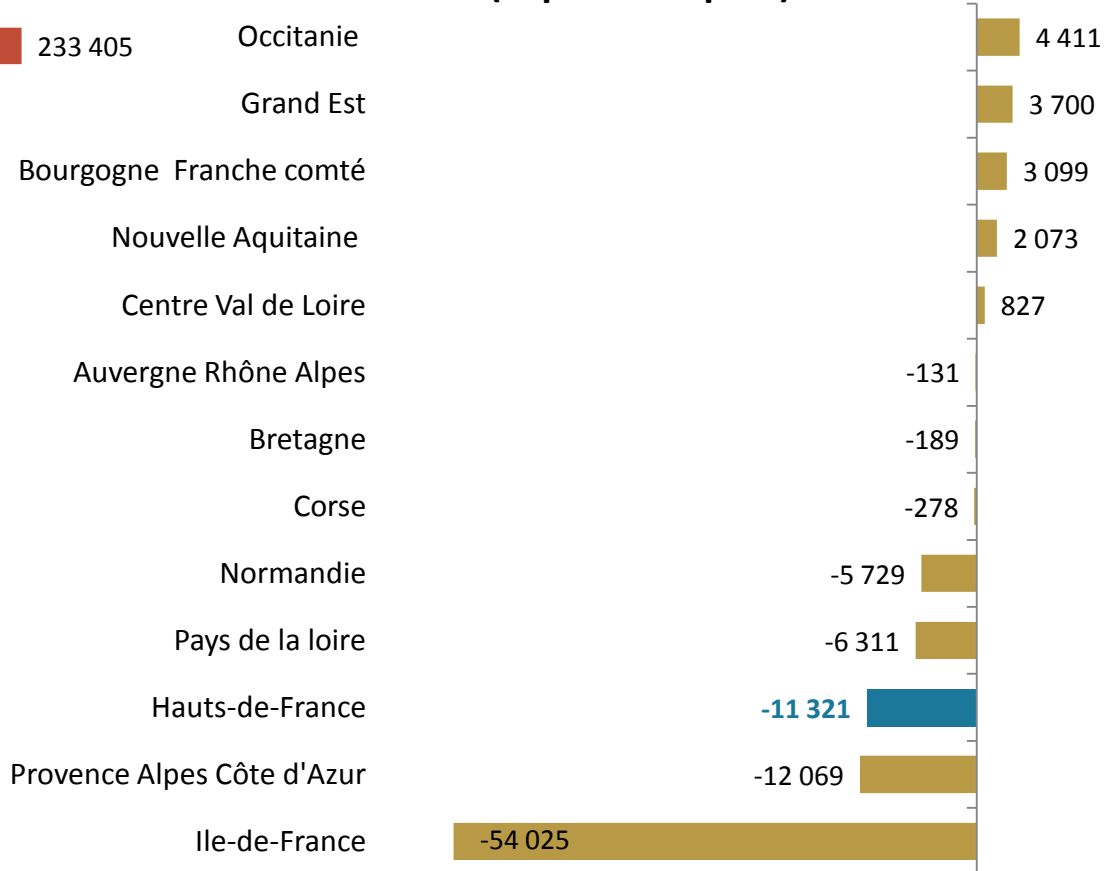 233 405
Occitanie 4 411
Grand Est 3 700
Bourgogne Franche comté 3 099
Nouvelle Aquitaine 2 073
Centre Val de Loire 827
Auvergne Rhône Alpes -131
Bretagne -189
Corse -278
Normandie -5 729
Pays de la loire -6 311
Hauts-de-France -11 321
Provence Alpes Côte d'Azur -12 069
Ile-de-France -54 025